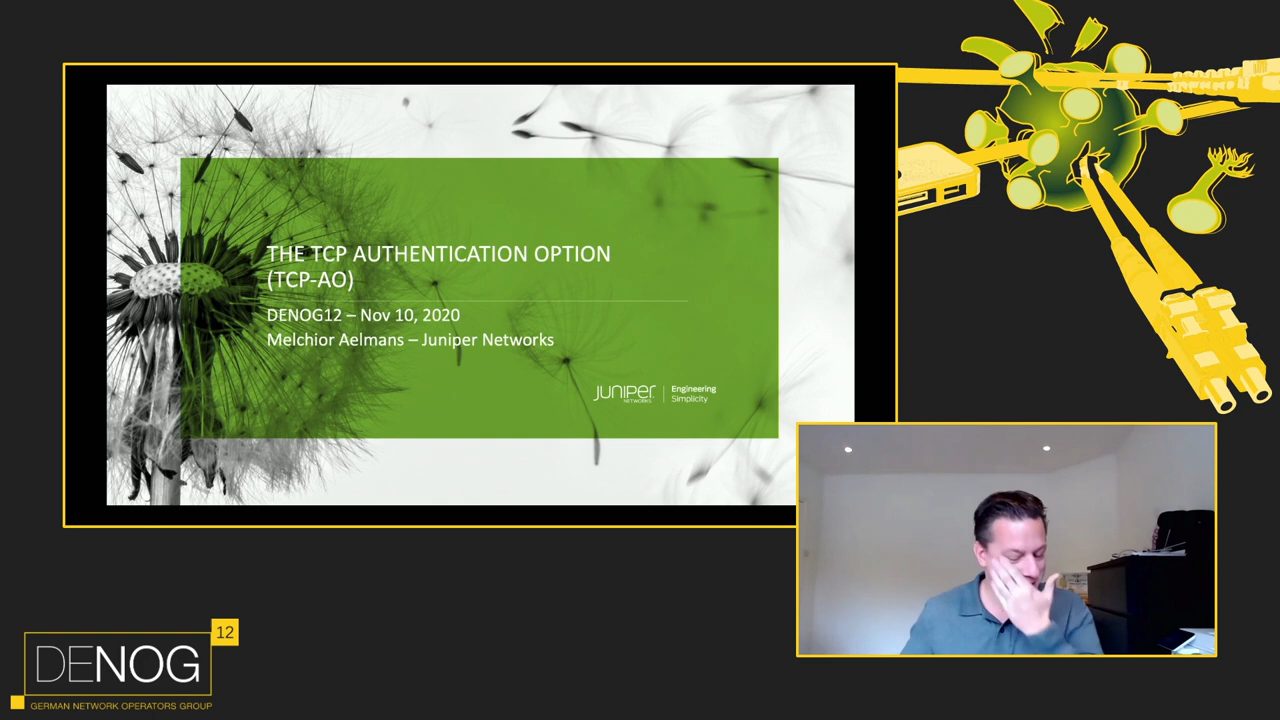 THE TCP AUTHENTICATION OPTION
(TCP-AO)
DENOG12 – Nov 10, 2020
Melchior Aelmans – Juniper Networks
JUNIPER
NETWORKS
Engineering
Simplicity
12
DENOG
GERMAN NETWORK OPERATORS GROUP